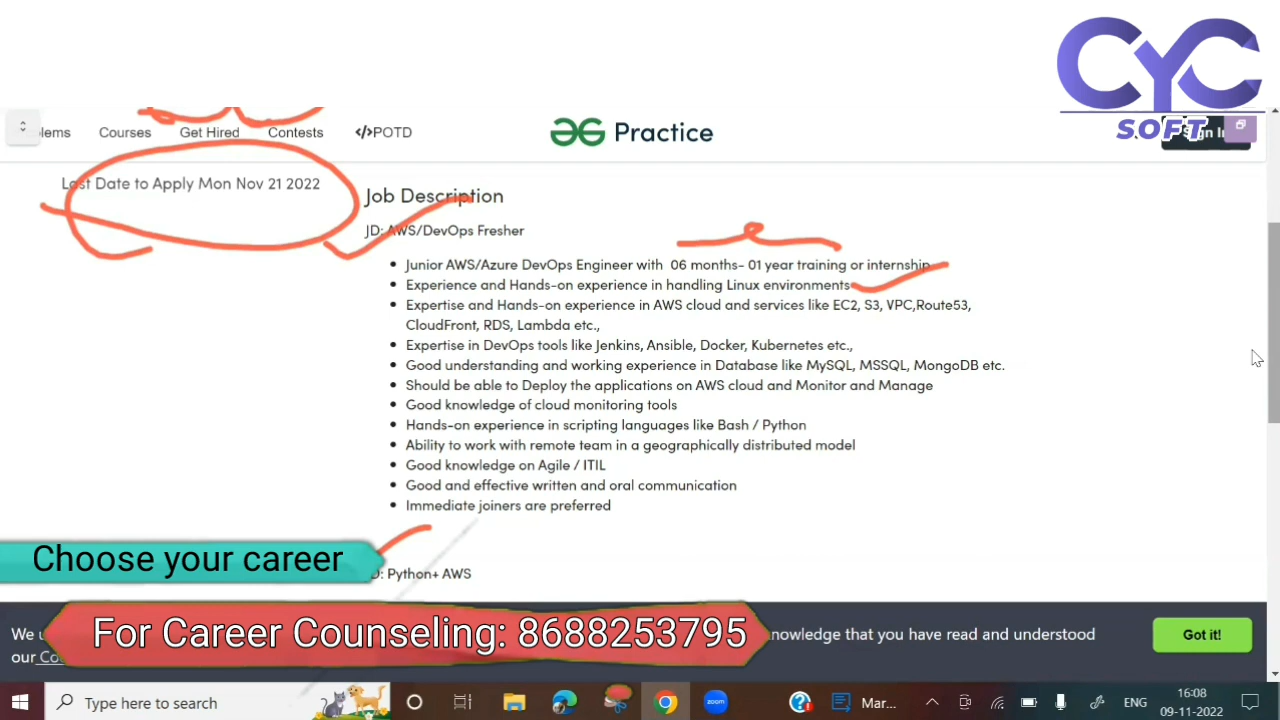 CYC
SOFT
lems Courses Get Hired Contests </>POTD Practice Sign In
Last Date to Apply Mon Nov 21 2022
Job Description
JD: AWS/DevOps Fresher
• Junior AWS/Azure DevOps Engineer with 06 months- 01 year training or internship
• Experience and Hands-on experience in handling Linux environments
• Expertise and Hands-on experience in AWS cloud and services like EC2, S3, VPC,Route53,
CloudFront, RDS, Lambda etc.,
• Expertise in DevOps tools like Jenkins, Ansible, Docker, Kubernetes etc.,
• Good understanding and working experience in Database like MySQL, MSSQL, MongoDB etc.
• Should be able to Deploy the applications on AWS cloud and Monitor and Manage
• Good knowledge of cloud monitoring tools
• Hands-on experience in scripting languages like Bash / Python
• Ability to work with remote team in a geographically distributed model
• Good knowledge on Agile / ITIL
• Good and effective written and oral communication
• Immediate joiners are preferred
Choose your career
D: Python+ AWS
We u
For Career Counseling: 8688253795
nowledge that you have read and understood
our Co
Got it!
Type here to search
zoom
Mar...
ENG
16:08
09-11-2022